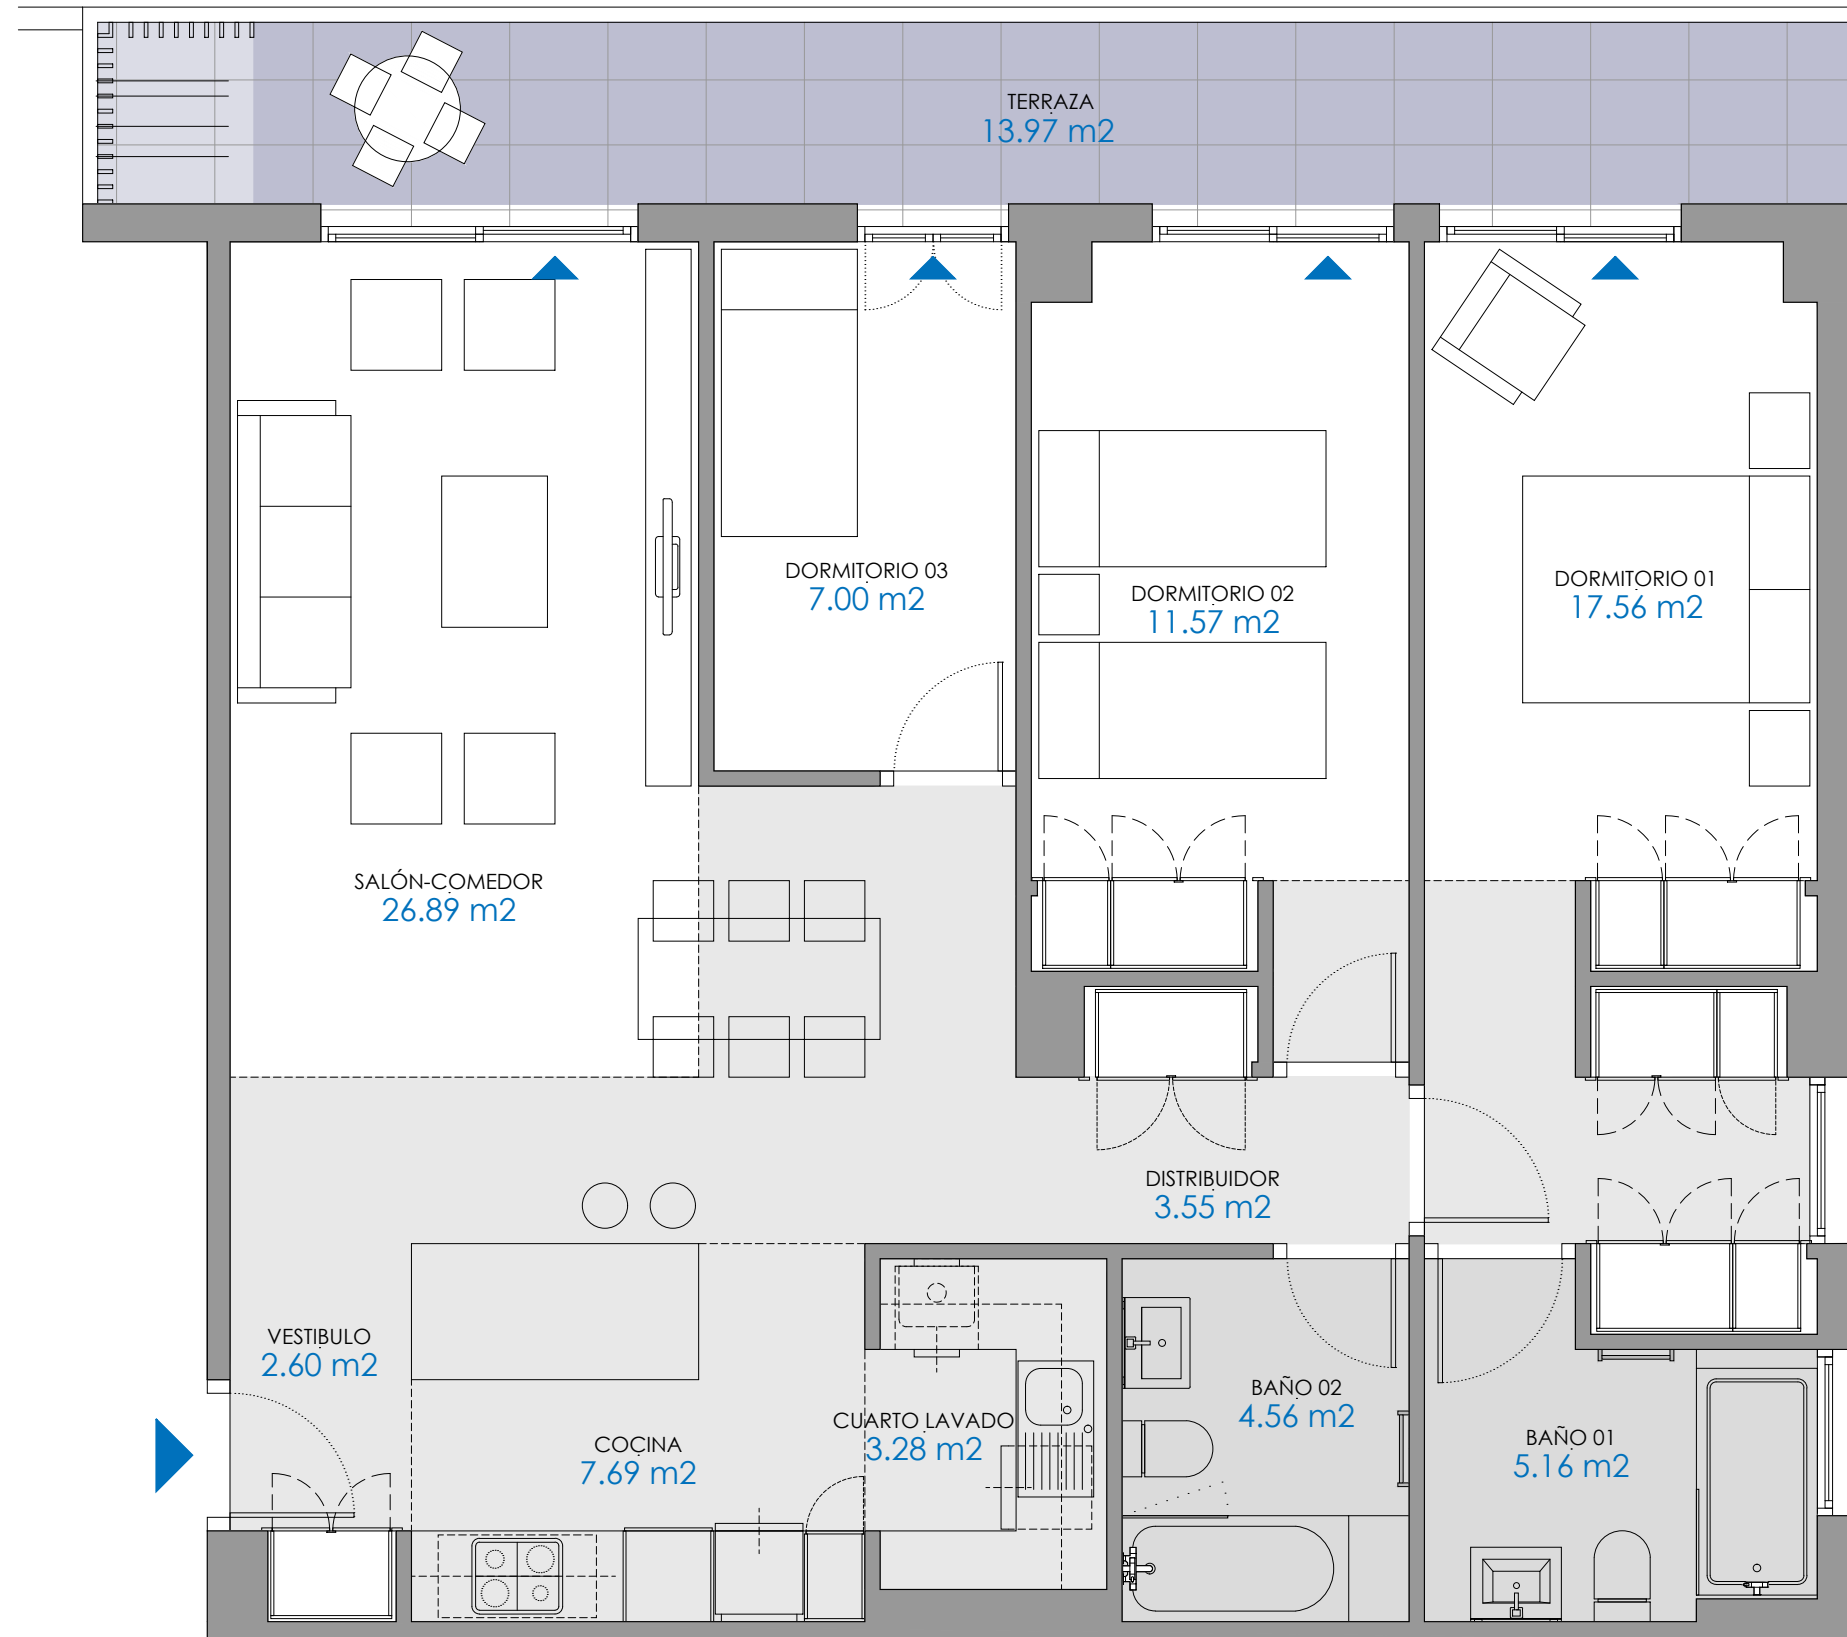 TERRAZA
13.97 m2
DORMITORIO 03
7.00 m2
DORMITORIO 02
11.57 m2
DORMITORIO 01
17.56 m2
SALÓN-COMEDOR
26.89 m2
DISTRIBUIDOR
3.55 m2
VESTIBULO
2.60 m2
COCINA
7.69 m2
CUARTO LAVADO
3.28 m2
BAÑO 02
4.56 m2
BAÑO 01
5.16 m2